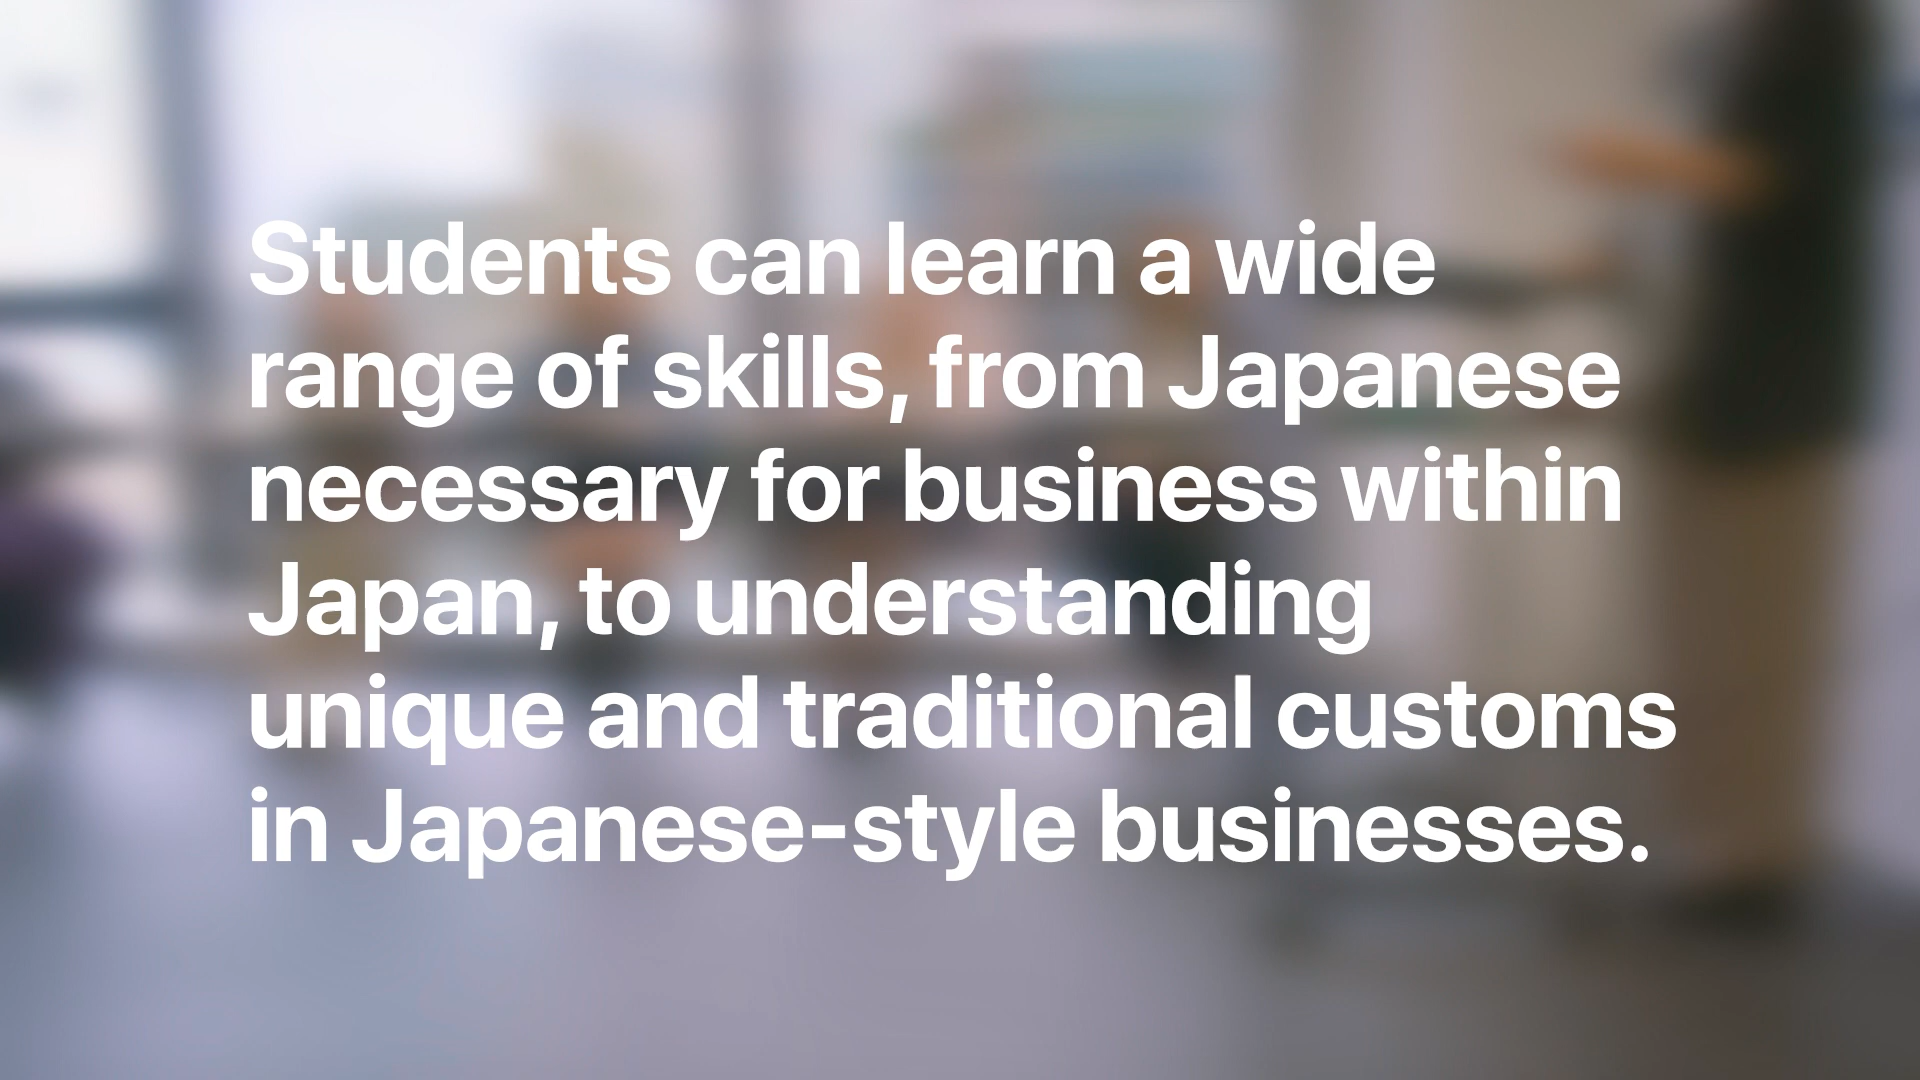 Students can learn a wide
range of skills, from Japanese
necessary for business within
Japan, to understanding
unique and traditional customs
in Japanese-style businesses.